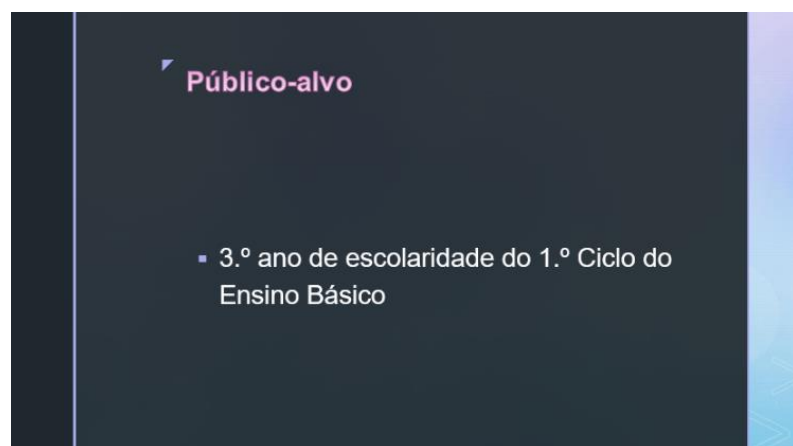 Público-alvo
3.º ano de escolaridade do 1.º Ciclo do
Ensino Básico